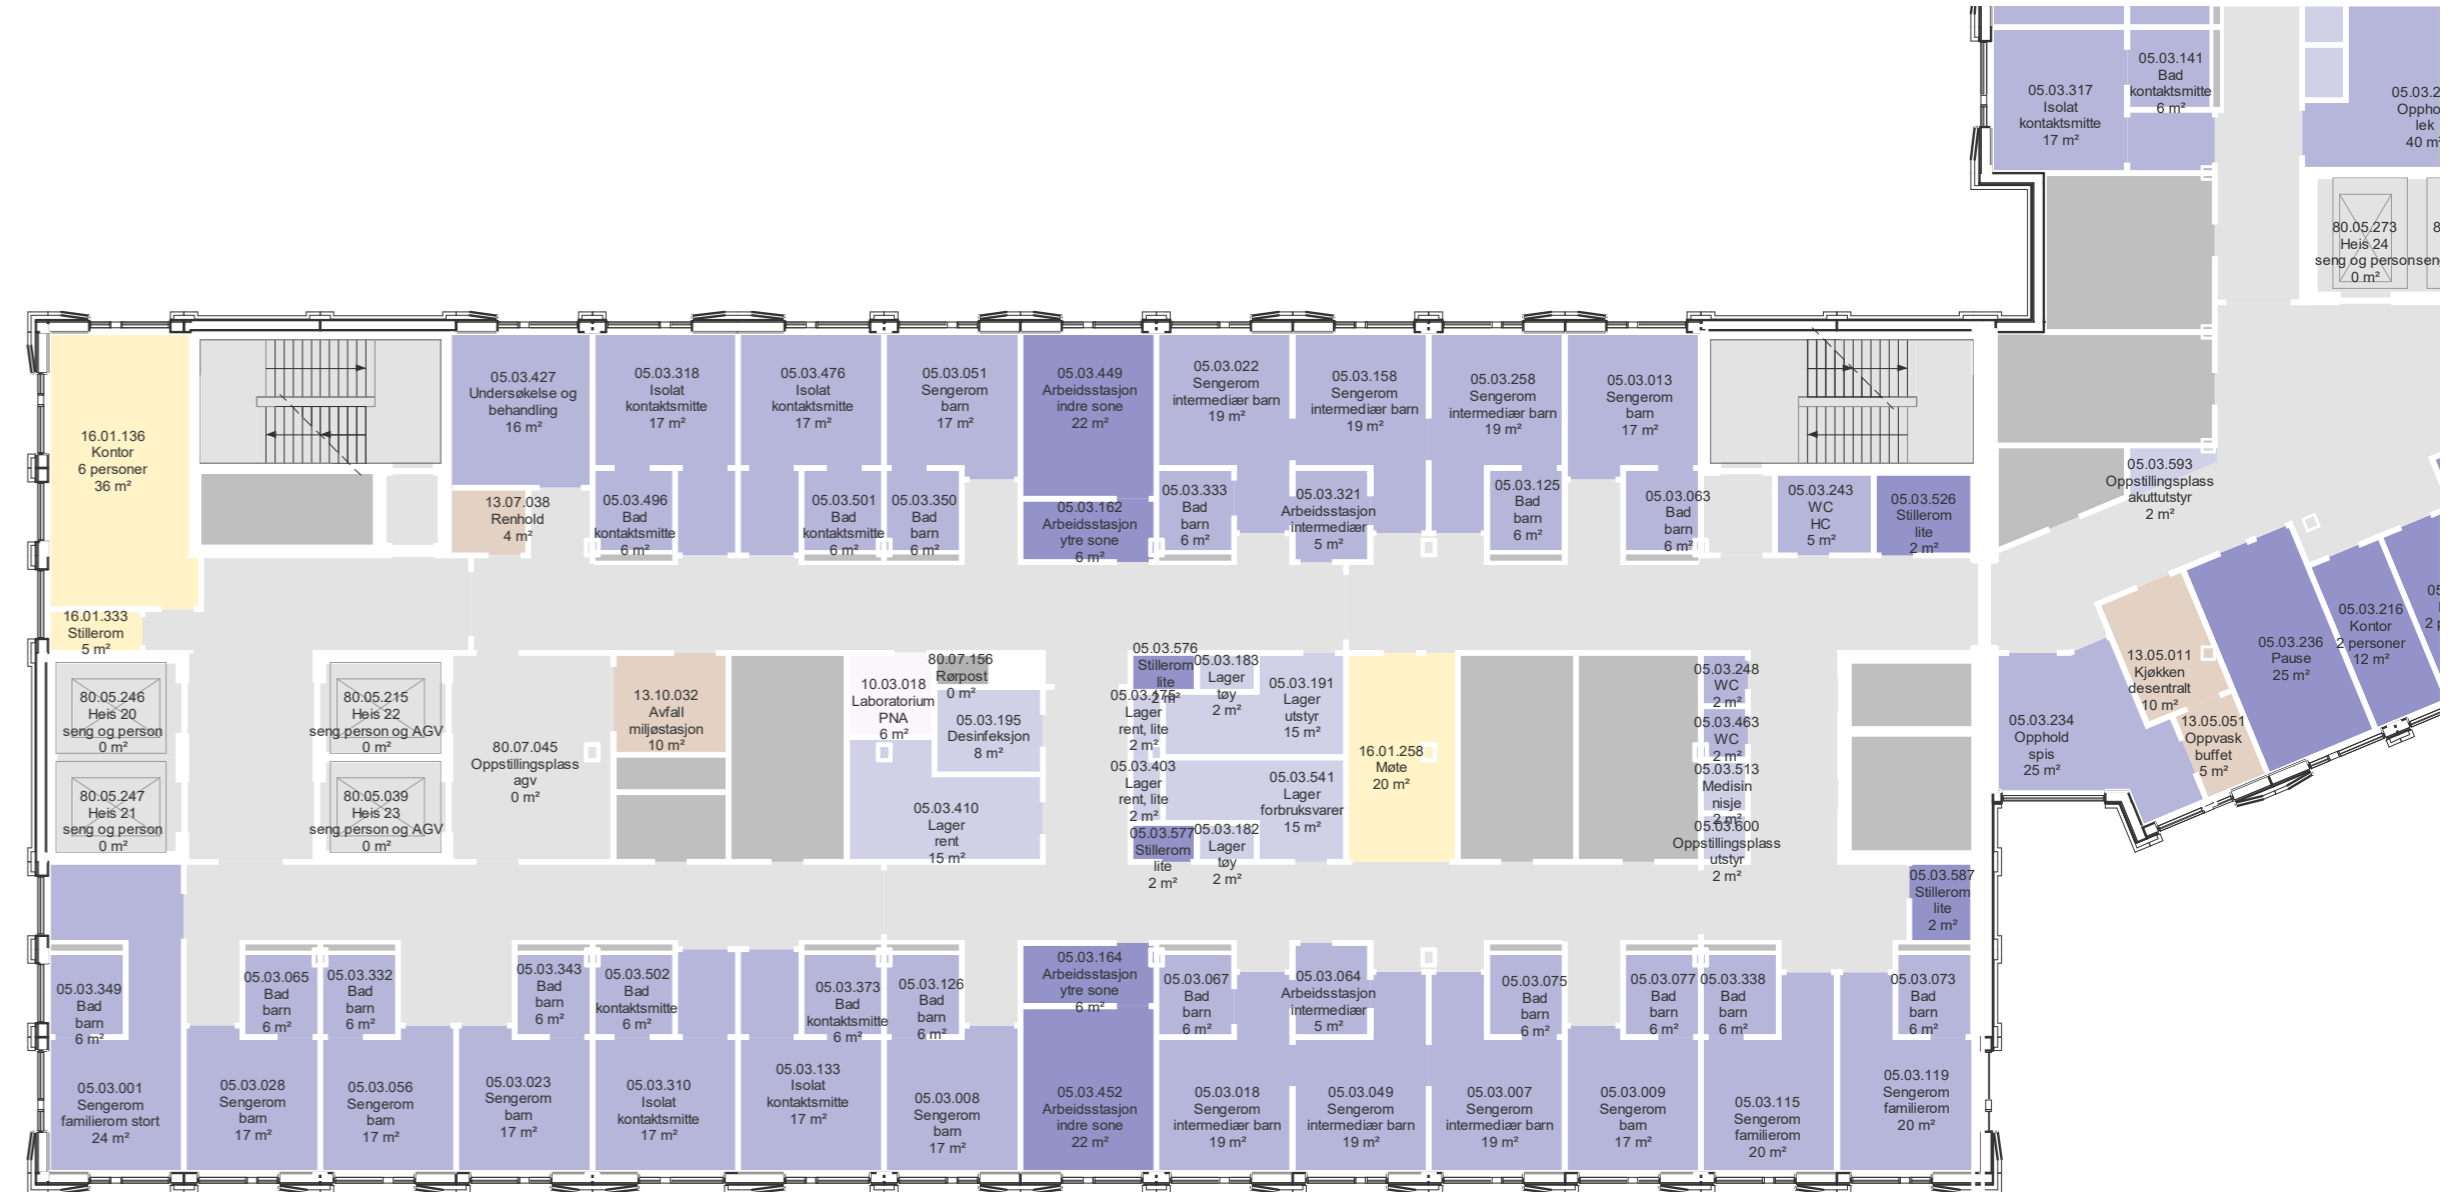 05.03.317
Isolat
kontaktsmitte
17 m²
05.03.141
Bad
kontaktsmitte
6 m²
lek
80.05.273
Heis 24
seng og person
0 m²
16.01.136
Kontor
6 personer
36 m²
05.03.427
Undersøkelse og
behandling
16 m²
05.03.318
Isolat
kontaktsmitte
17 m²
05.03.476
Isolat
kontaktsmitte
17 m²
05.03.051
Sengerom
barn
17 m²
05.03.449
Arbeidsstasjon
indre sone
22 m²
05.03.022
Sengerom
intermediær barn
19 m²
05.03.158
Sengerom
intermediær barn
19 m²
05.03.258
Sengerom
intermediær barn
19 m²
05.03.013
Sengerom
barn
17 m²
13.07.038
Renhold
4 m²
05.03.496
Bad
kontaktsmitte
6 m²
05.03.501
Bad
kontaktsmitte
6 m²
05.03.350
Bad
barn
6 m²
05.03.162
Arbeidsstasjon
ytre sone
6 m²
05.03.333
Bad
barn
6 m²
05.03.321
Arbeidsstasjon
intermediær
5 m²
05.03.125
Bad
barn
6 m²
05.03.063
Bad
barn
6 m²
05.03.243
WC
HC
5 m²
05.03.526
Stillerom
lite
2 m²
05.03.593
Oppstillingsplass
akuttutstyr
2 m²
16.01.333
Stillerom
5 m²
80.05.246
Heis 20
seng og person
0 m²
80.05.215
Heis 22
seng person og AGV
0 m²
80.05.247
Heis 21
seng og person
0 m²
80.05.039
Heis 23
seng person og AGV
0 m²
80.07.045
Oppstillingsplass
agv
0 m²
13.10.032
Avfall
miljøstasjon
10 m²
10.03.018
Laboratorium
PNA
6 m²
80.07.156
Rørpost
0 m²
05.03.195
Desinfeksjon
8 m²
05.03.410
Lager
rent
15 m²
05.03.576
Stillerom
lite
2 m²
05.03.183
Lager
tøy
2 m²
05.03.175
Lager
rent, lite
2 m²
05.03.191
Lager
utstyr
15 m²
05.03.403
Lager
rent, lite
2 m²
05.03.541
Lager
forbruksvarer
15 m²
05.03.577
Stillerom
lite
2 m²
05.03.182
Lager
tøy
2 m²
16.01.258
Møte
20 m²
05.03.248
WC
2 m²
05.03.463
WC
2 m²
05.03.513
Medisin
nisje
2 m²
05.03.600
Oppstillingsplass
utstyr
2 m²
05.03.587
Stillerom
lite
2 m²
05.03.234
Opphold
spis
25 m²
13.05.011
Kjøkken
desentralt
10 m²
13.05.051
Oppvask
buffet
5 m²
05.03.236
Pause
25 m²
05.03.216
Kontor
2 personer
12 m²
05.03.349
Bad
barn
6 m²
05.03.065
Bad
barn
6 m²
05.03.332
Bad
barn
6 m²
05.03.343
Bad
barn
6 m²
05.03.502
Bad
kontaktsmitte
6 m²
05.03.373
Bad
kontaktsmitte
6 m²
05.03.126
Bad
barn
6 m²
05.03.164
Arbeidsstasjon
ytre sone
6 m²
05.03.067
Bad
barn
6 m²
05.03.064
Arbeidsstasjon
intermediær
5 m²
05.03.075
Bad
barn
6 m²
05.03.077
Bad
barn
6 m²
05.03.338
Bad
barn
6 m²
05.03.073
Bad
barn
6 m²
05.03.001
Sengerom
familierom stort
24 m²
05.03.028
Sengerom
barn
17 m²
05.03.056
Sengerom
barn
17 m²
05.03.023
Sengerom
barn
17 m²
05.03.310
Isolat
kontaktsmitte
17 m²
05.03.133
Isolat
kontaktsmitte
17 m²
05.03.008
Sengerom
barn
17 m²
05.03.452
Arbeidsstasjon
indre sone
22 m²
05.03.018
Sengerom
intermediær barn
19 m²
05.03.049
Sengerom
intermediær barn
19 m²
05.03.007
Sengerom
intermediær barn
19 m²
05.03.009
Sengerom
barn
17 m²
05.03.115
Sengerom
familierom
20 m²
05.03.119
Sengerom
familierom
20 m²